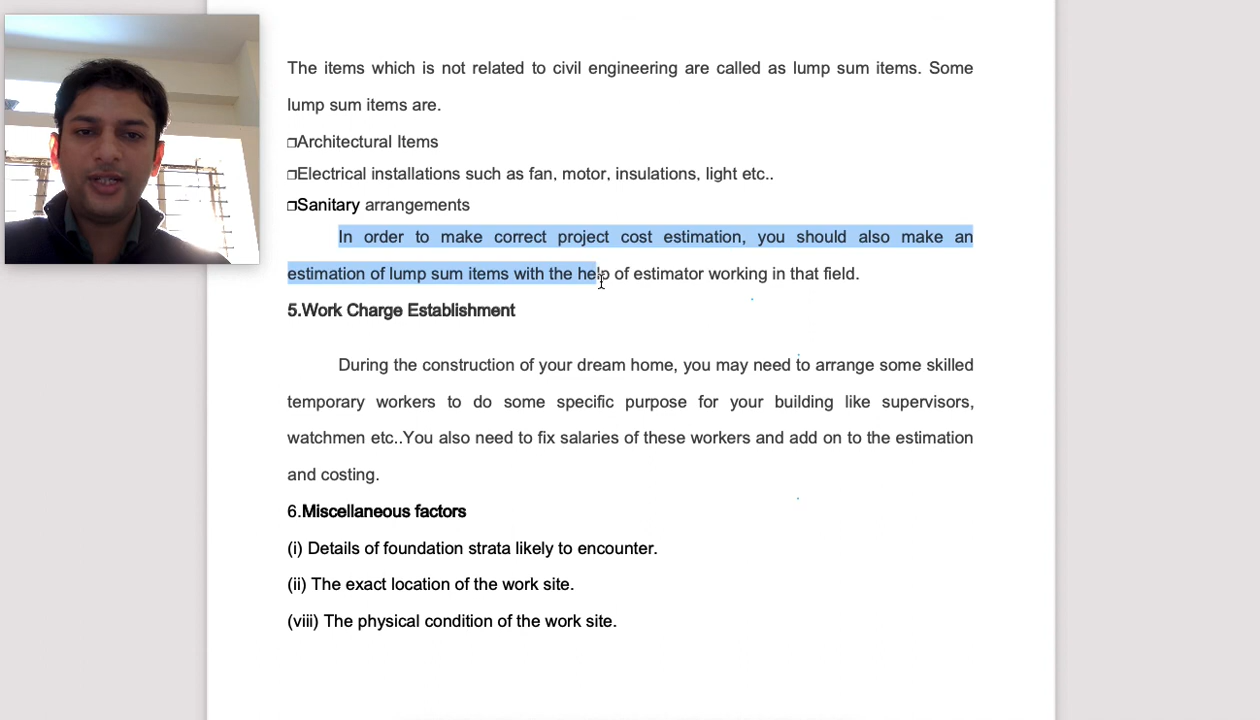 The items which is not related to civil engineering are called as lump sum items. Some
lump sum items are.
❒Architectural Items
❒Electrical installations such as fan, motor, insulations, light etc..
❒Sanitary arrangements
In order to make correct project cost estimation, you should also make an
estimation of lump sum items with the help of estimator working in that field.
5.Work Charge Establishment
During the construction of your dream home, you may need to arrange some skilled
temporary workers to do some specific purpose for your building like supervisors,
watchmen etc..You also need to fix salaries of these workers and add on to the estimation
and costing.
6.Miscellaneous factors
(i) Details of foundation strata likely to encounter.
(ii) The exact location of the work site.
(viii) The physical condition of the work site.